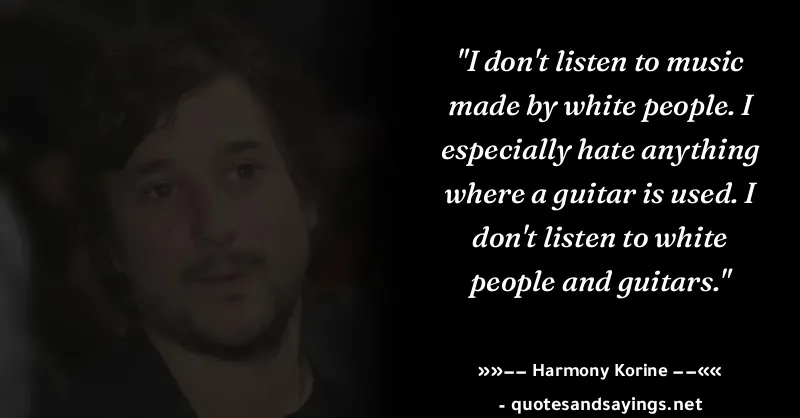 "I don't listen to music
made by white people. I
especially hate anything
where a guitar is used. I
don't listen to white
people and guitars."
»»−− Harmony Korine −−««
- quotesandsayings.net